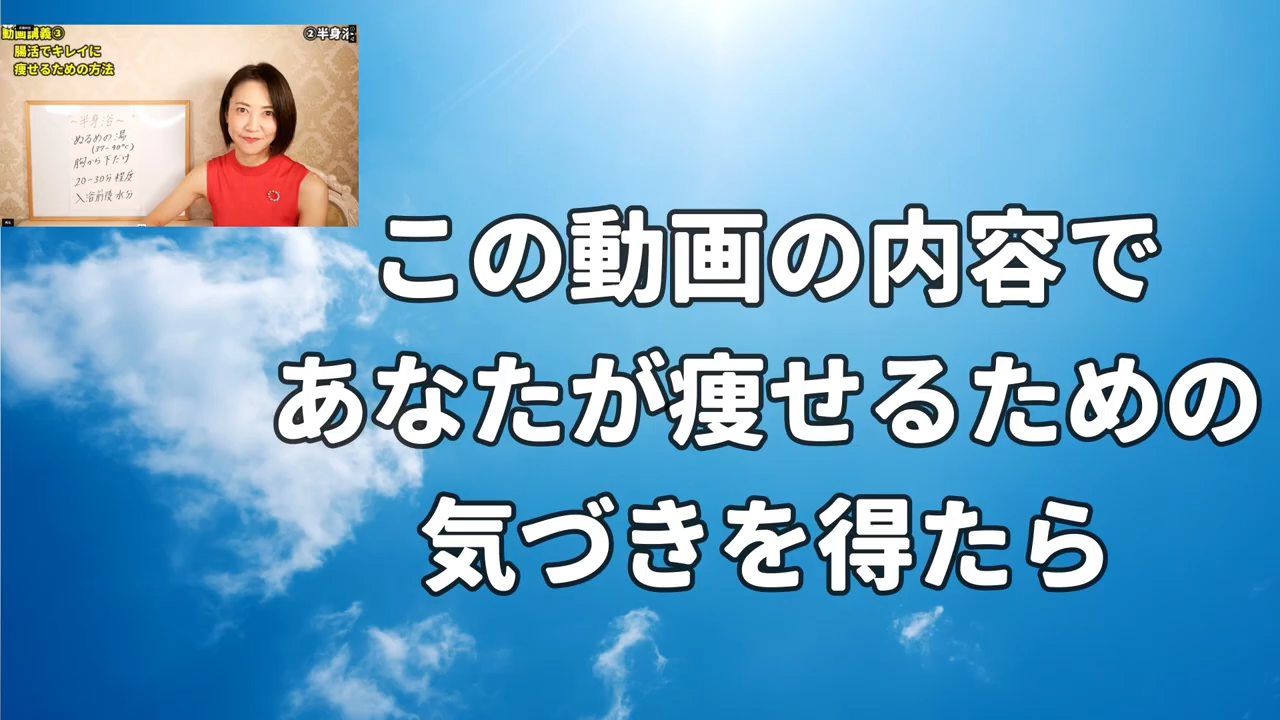 動画講義③
腸活でキレイに
痩せるための方法
②半身浴
~半身浴~
ぬるめの湯
(37-40℃)
胸から下だけ
20-30分程度
入浴前後水分
この動画の内容で
あなたが痩せるための
気づきを得たら